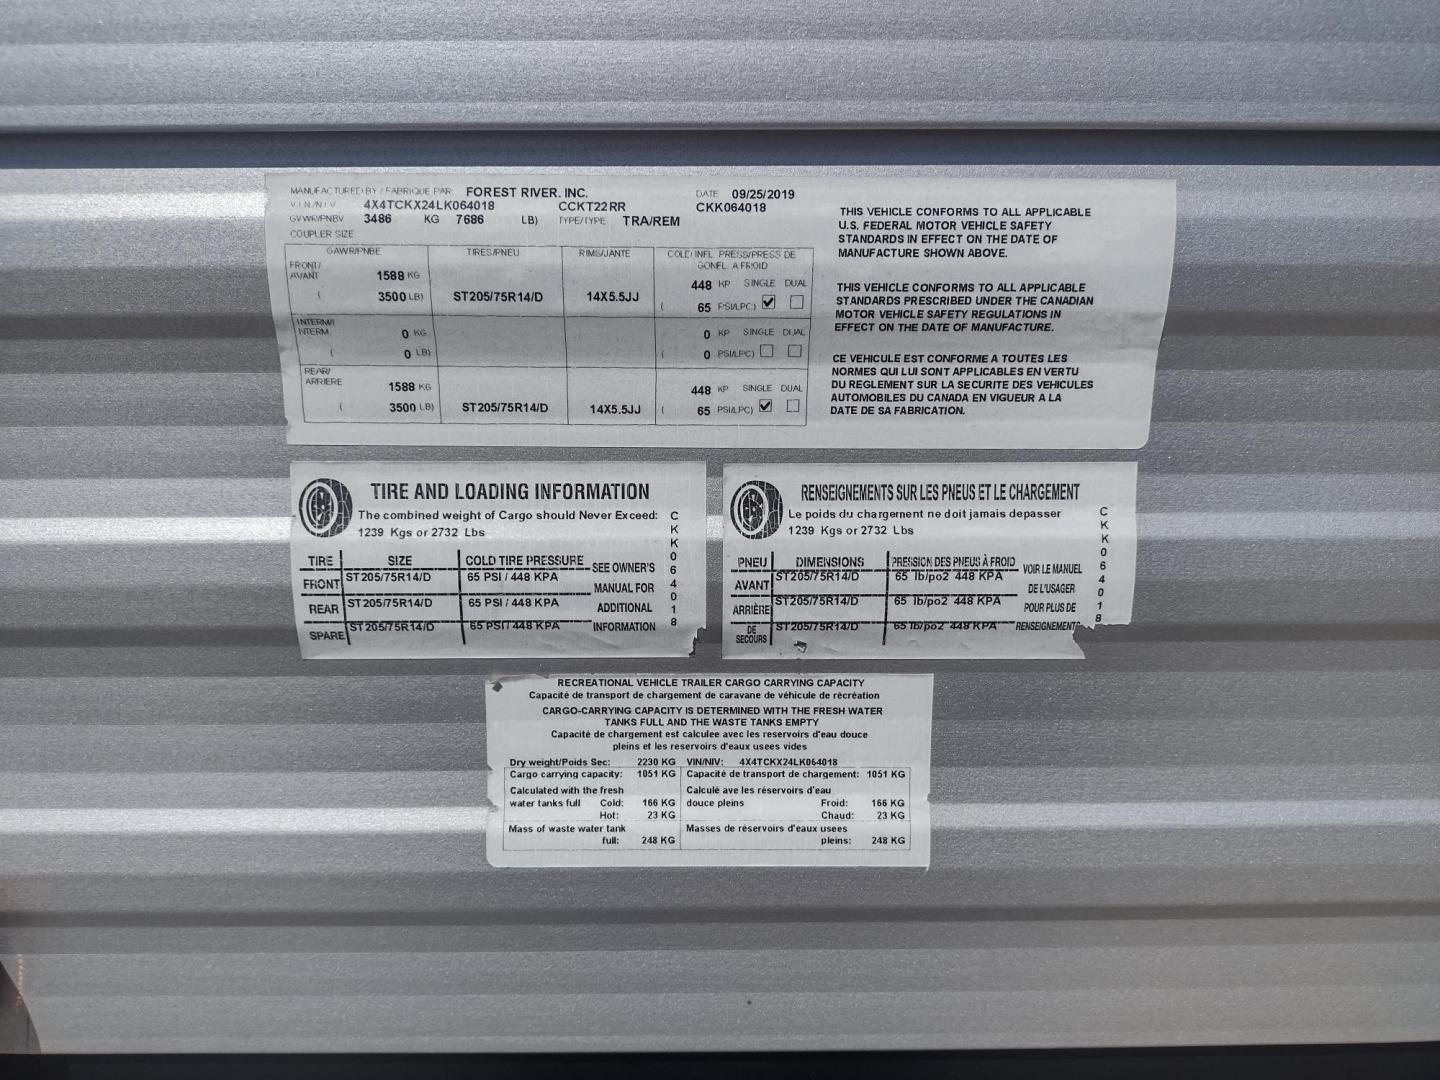 MANUFACTURED BY / FABRIQUE PAR: FOREST RIVER, INC. DATE 09/25/2019
V.I.N/N.I.V 4X4TCKX24LK064018 CCKT22RR CKK064018
GVWR/PNBV 3486 KG 7686 LB) TYPE/TYPE TRA/REM
COUPLER SIZE
GAWR/PNBE TIRES/PNEU RIMS/JANTE COLD INFL. PRESS/PRESS DE
GONFL. A FROID
FRONT/
AVANT 1588 KG 448 KP SINGLE DUAL
( 3500 LB) ST205/75R14/D 14X5.5JJ ( 65 PSI/LPC)
INTERM/
INTERM 0 KG 0 KP SINGLE DUAL
( 0 LB) ( 0 PSI/LPC)
REAR/
ARRIERE 1588 KG 448 KP SINGLE DUAL
( 3500 LB) ST205/75R14/D 14X5.5JJ ( 65 PSI/LPC)
THIS VEHICLE CONFORMS TO ALL APPLICABLE
U.S. FEDERAL MOTOR VEHICLE SAFETY
STANDARDS IN EFFECT ON THE DATE OF
MANUFACTURE SHOWN ABOVE.
THIS VEHICLE CONFORMS TO ALL APPLICABLE
STANDARDS PRESCRIBED UNDER THE CANADIAN
MOTOR VEHICLE SAFETY REGULATIONS IN
EFFECT ON THE DATE OF MANUFACTURE.
CE VEHICULE EST CONFORME A TOUTES LES
NORMES QUI LUI SONT APPLICABLES EN VERTU
DU REGLEMENT SUR LA SECURITE DES VEHICULES
AUTOMOBILES DU CANADA EN VIGUEUR A LA
DATE DE SA FABRICATION.
TIRE AND LOADING INFORMATION
The combined weight of Cargo should Never Exceed:
1239 Kgs or 2732 Lbs
TIRE SIZE COLD TIRE PRESSURE SEE OWNER'S
FRONT ST205/75R14/D 65 PSI / 448 KPA MANUAL FOR
REAR ST205/75R14/D 65 PSI / 448 KPA ADDITIONAL
SPARE ST205/75R14/D 65 PSI / 448 KPA INFORMATION
CKK064018
RENSEIGNEMENTS SUR LES PNEUS ET LE CHARGEMENT
Le poids du chargement ne doit jamais depasser
1239 Kgs or 2732 Lbs
PNEU DIMENSIONS PRESSION DES PNEUS À FROID VOIR LE MANUEL
AVANT ST205/75R14/D 65 lb/po2 448 KPA DE L'USAGER
ARRIÈRE ST205/75R14/D 65 lb/po2 448 KPA POUR PLUS DE
DE
SECOURS ST205/75R14/D 65 lb/po2 448 KPA RENSEIGNEMENT
CKK064018
RECREATIONAL VEHICLE TRAILER CARGO CARRYING CAPACITY
Capacité de transport de chargement de caravane de véhicule de récréation
CARGO-CARRYING CAPACITY IS DETERMINED WITH THE FRESH WATER
TANKS FULL AND THE WASTE TANKS EMPTY
Capacité de chargement est calculee avec les reservoirs d'eau douce
pleins et les reservoirs d'eaux usees vides
Dry weight/Poids Sec: 2230 KG VIN/NIV: 4X4TCKX24LK064018
Cargo carrying capacity: 1051 KG Capacité de transport de chargement: 1051 KG
Calculated with the fresh Calculé ave les réservoirs d'eau
water tanks full Cold: 166 KG douce pleins Froid: 166 KG
Hot: 23 KG Chaud: 23 KG
Mass of waste water tank Masses de réservoirs d'eaux usees
full: 248 KG pleins: 248 KG